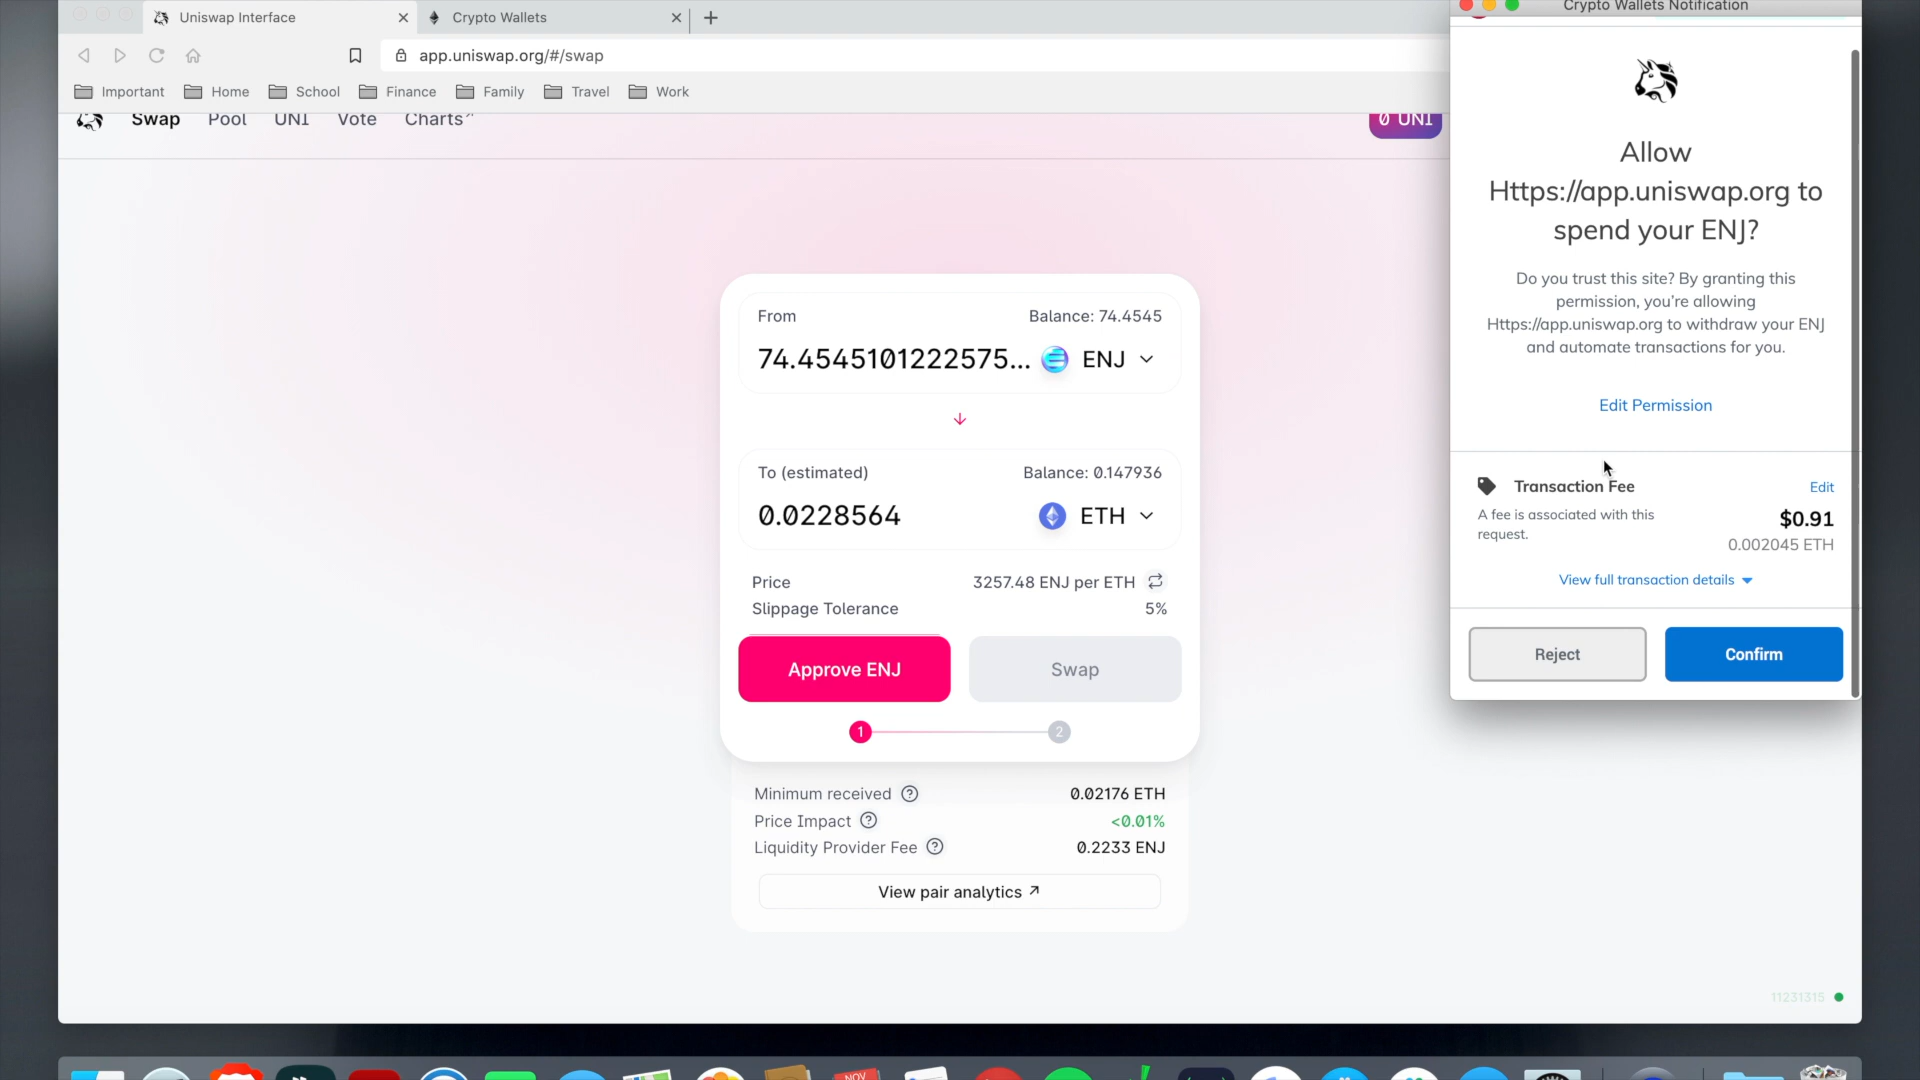 Uniswap Interface
Crypto Wallets
app.uniswap.org/#/swap
Important
Home
School
Finance
Family
Travel
Work
Swap
Pool
UNI
Vote
Charts
0 UNI
From
Balance: 74.4545
74.4545101222575...
ENJ
To (estimated)
Balance: 0.147936
0.0228564
ETH
Price
3257.48 ENJ per ETH
Slippage Tolerance
5%
Approve ENJ
Swap
1
2
Minimum received
0.02176 ETH
Price Impact
<0.01%
Liquidity Provider Fee
0.2233 ENJ
View pair analytics ↗
11231315
Crypto Wallets Notification
Allow
Https://app.uniswap.org to
spend your ENJ?
Do you trust this site? By granting this
permission, you're allowing
Https://app.uniswap.org to withdraw your ENJ
and automate transactions for you.
Edit Permission
Transaction Fee
Edit
A fee is associated with this
request.
$0.91
0.002045 ETH
View full transaction details
Reject
Confirm
NOV